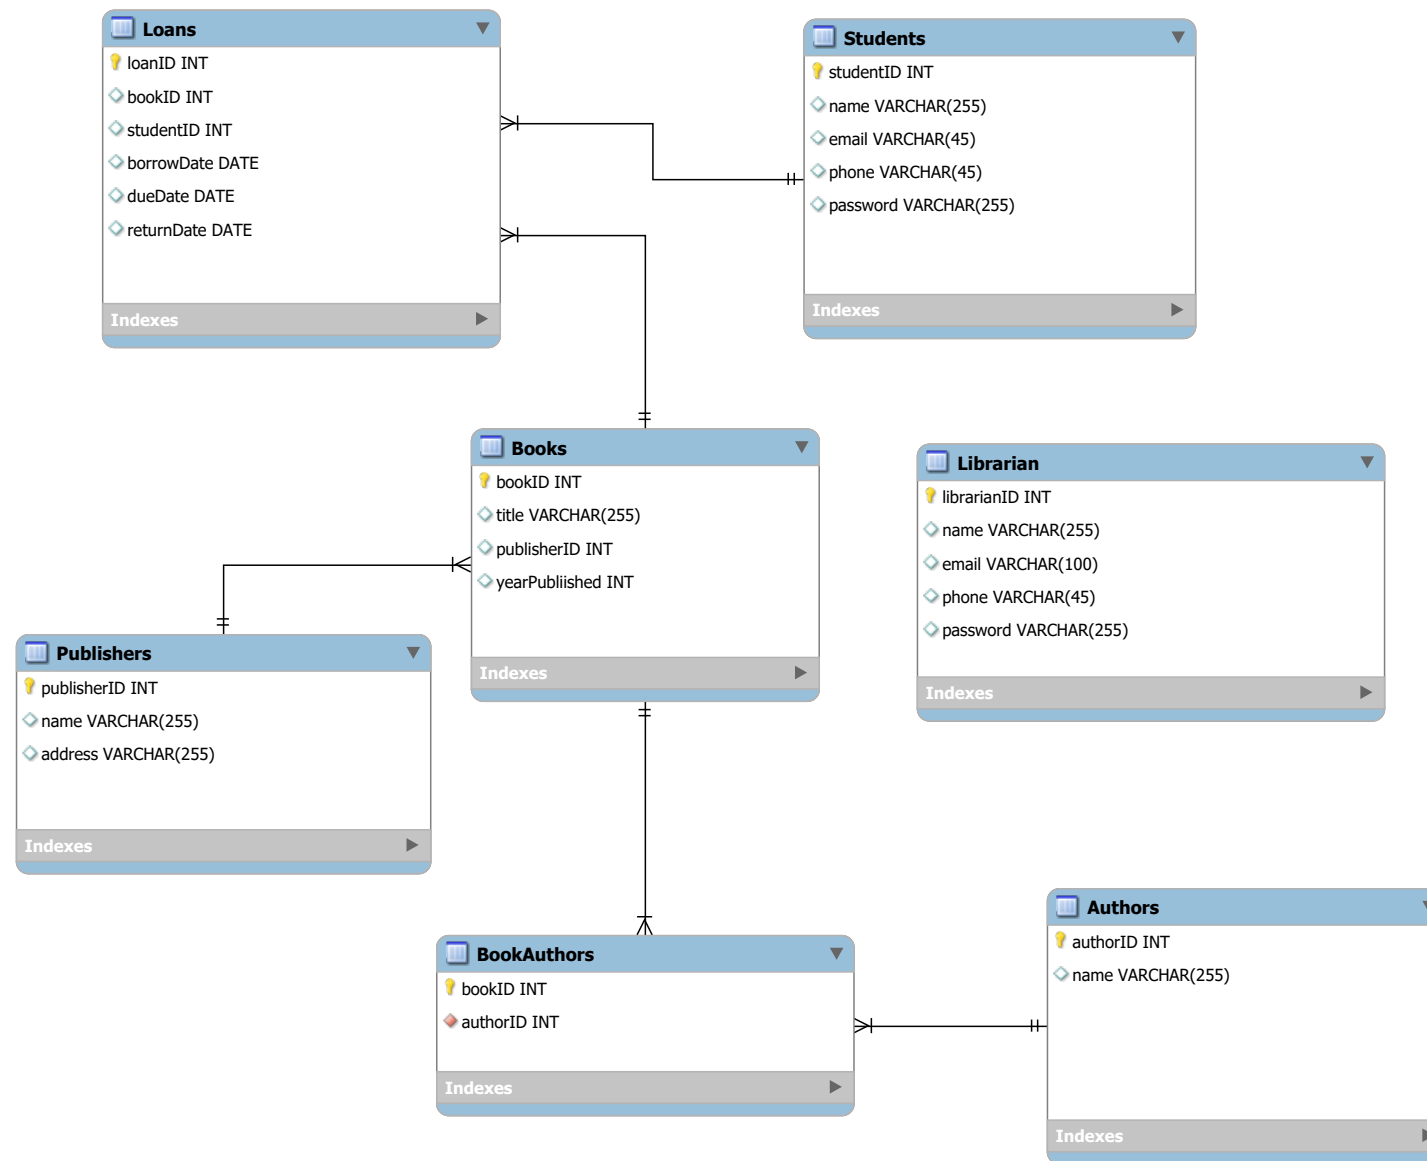 Loans
loanID INT
bookID INT
studentID INT
borrowDate DATE
dueDate DATE
returnDate DATE
Indexes
Students
studentID INT
name VARCHAR(255)
email VARCHAR(45)
phone VARCHAR(45)
password VARCHAR(255)
Indexes
Books
bookID INT
title VARCHAR(255)
publisherID INT
yearPubliished INT
Indexes
Librarian
librarianID INT
name VARCHAR(255)
email VARCHAR(100)
phone VARCHAR(45)
password VARCHAR(255)
Indexes
Publishers
publisherID INT
name VARCHAR(255)
address VARCHAR(255)
Indexes
BookAuthors
bookID INT
authorID INT
Indexes
Authors
authorID INT
name VARCHAR(255)
Indexes